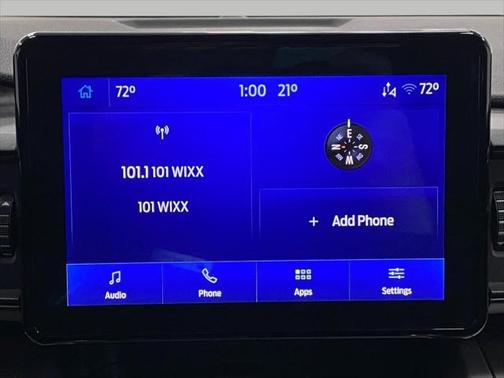 72º 1:00 21º 72º
101.1 101 WIXX
101 WIXX
E
N S
W
+ Add Phone
Audio Phone Apps Settings